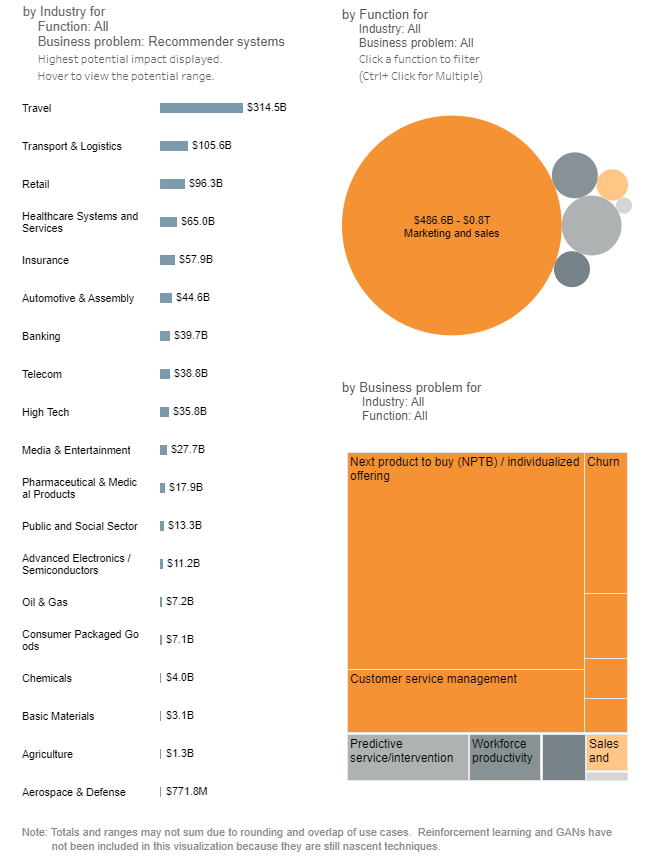 by Industry for
Function: All
Business problem: Recommender systems
Highest potential impact displayed.
Hover to view the potential range.
Travel
$314.5B
Transport & Logistics
$105.6B
Retail
$96.3B
Healthcare Systems and
Services
$65.0B
Insurance
$57.9B
Automotive & Assembly
$44.6B
Banking
$39.7B
Telecom
$38.8B
High Tech
$35.8B
Media & Entertainment
$27.7B
Pharmaceutical & Medic
al Products
$17.9B
Public and Social Sector
$13.3B
Advanced Electronics /
Semiconductors
$11.2B
Oil & Gas
$7.2B
Consumer Packaged Go
ods
$7.1B
Chemicals
$4.0B
Basic Materials
$3.1B
Agriculture
$1.3B
Aerospace & Defense
$771.8M
by Function for
Industry: All
Business problem: All
Click a function to filter
(Ctrl+ Click for Multiple)
$486.6B - $0.8T
Marketing and sales
by Business problem for
Industry: All
Function: All
Next product to buy (NPTB) / individualized
offering
Churn
Customer service management
Predictive
service/intervention
Workforce
productivity
Sales
and
Note: Totals and ranges may not sum due to rounding and overlap of use cases.  Reinforcement learning and GANs have
not been included in this visualization because they are still nascent techniques.